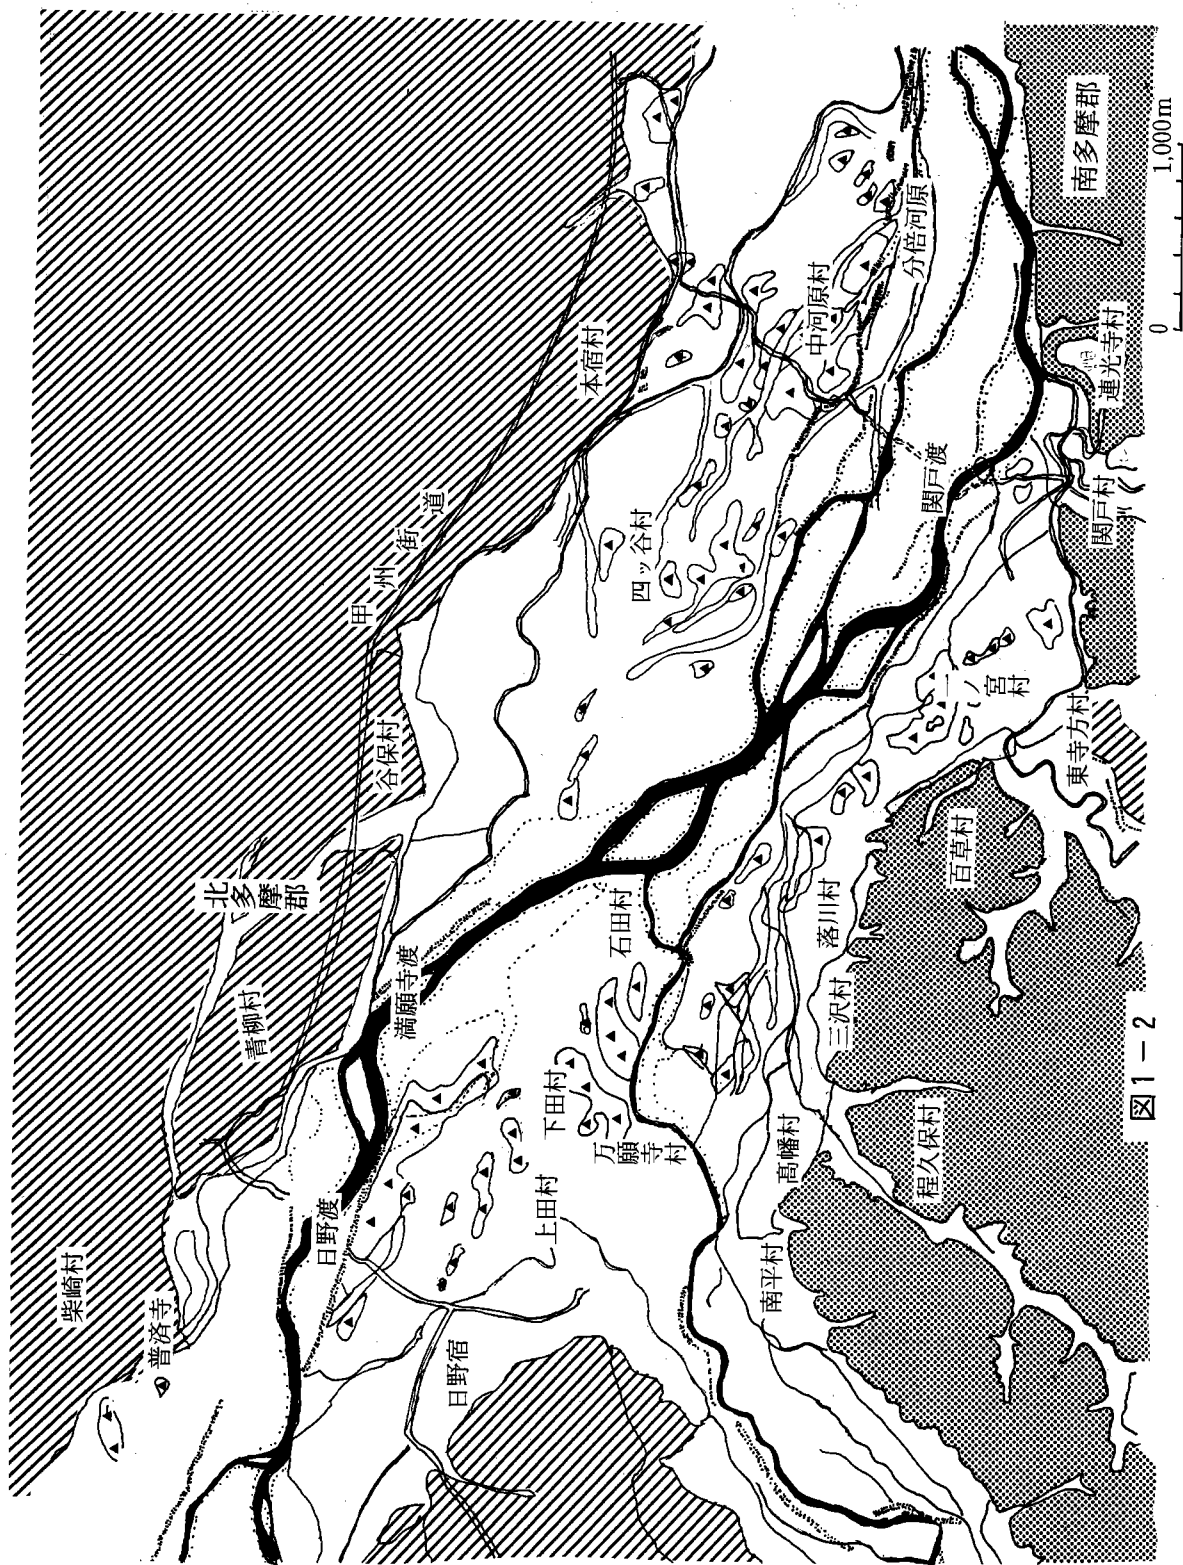 柴崎村
普済寺
日野渡
日野宿
青柳村
北多摩郡
満願寺渡
谷保村
甲州街道
本宿村
四ッ谷村
中河原村
分倍河原
関戸渡
石田村
下田村
万願寺村
上田村
南平村
高幡村
程久保村
三沢村
落川村
百草村
一ノ宮村
東寺方村
関戸村
連光寺村
南多摩郡
0
1,000m
図1－2